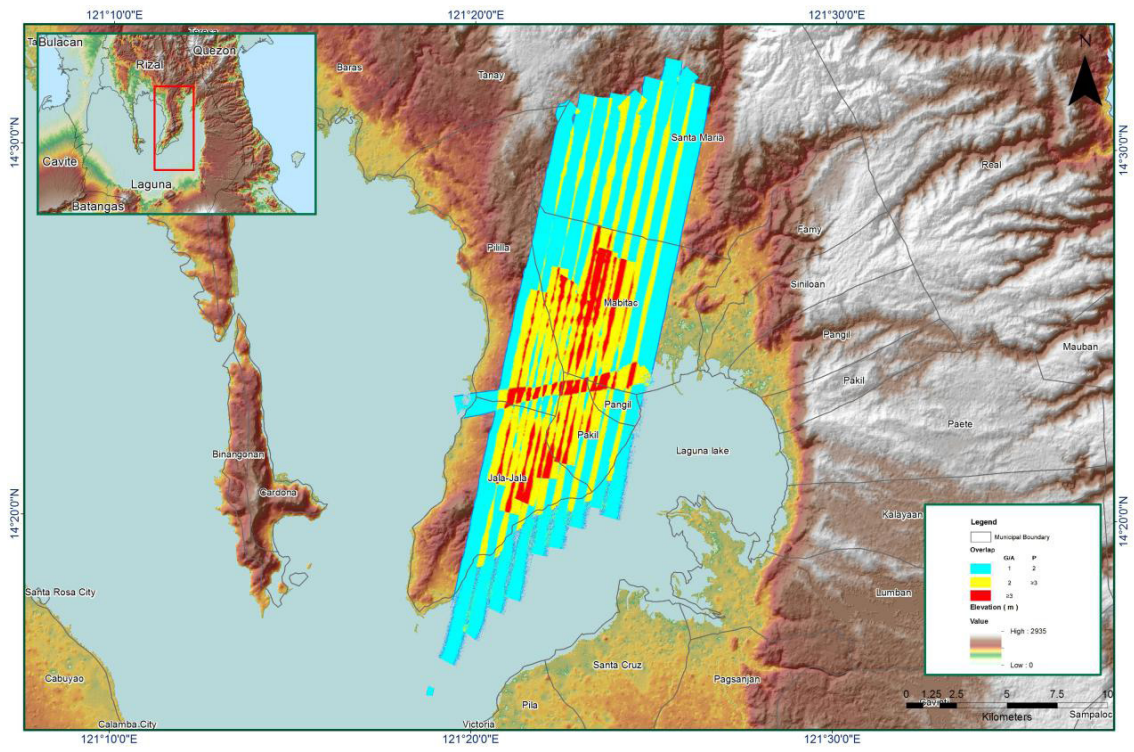 121°10'0"E 121°20'0"E 121°30'0"E
14°30'0"N
14°20'0"N
14°30'0"N
14°20'0"N
Bulacan
Quezon
Rizal
Cavite
Laguna
Batangas
Baras
Tanay
Santa Maria
N
Real
Pililla
Famy
Mabitac
Siniloan
Pangil
Mauban
Pakil
Pangil
Paete
Pakil
Laguna lake
Binangonan
Jala-Jala
Cardona
Kalayaan
Santa Rosa City
Lumban
Santa Cruz
Cabuyao
Pagsanjan
Pila
Calamba City
Victoria
Sampaloc
Legend
Municipal Boundary
Overlap
G/A P
1 2
2 ≥3
≥3
Elevation ( m )
Value
High : 2935
Low : 0
0 1.25 2.5 5 7.5 10
Kilometers
121°10'0"E 121°20'0"E 121°30'0"E